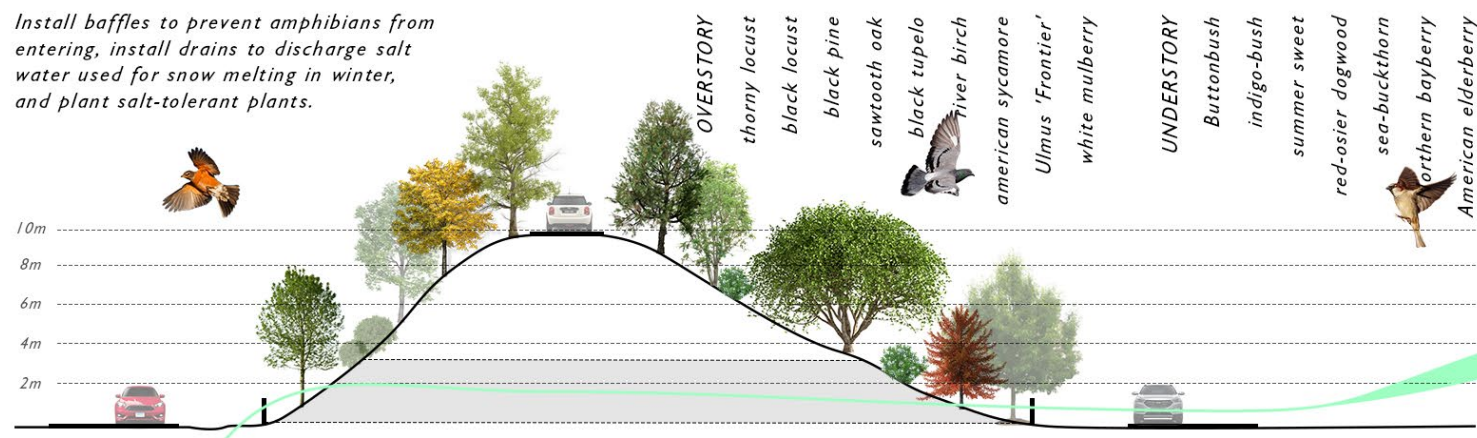 Install baffles to prevent amphibians from
entering, install drains to discharge salt
water used for snow melting in winter,
and plant salt-tolerant plants.
OVERSTORY
thorny locust
black locust
black pine
sawtooth oak
black tupelo
river birch
american sycamore
Ulmus 'Frontier'
white mulberry
UNDERSTORY
Buttonbush
indigo-bush
summer sweet
red-osier dogwood
sea-buckthorn
orthern bayberry
American elderberry
10m
8m
6m
4m
2m